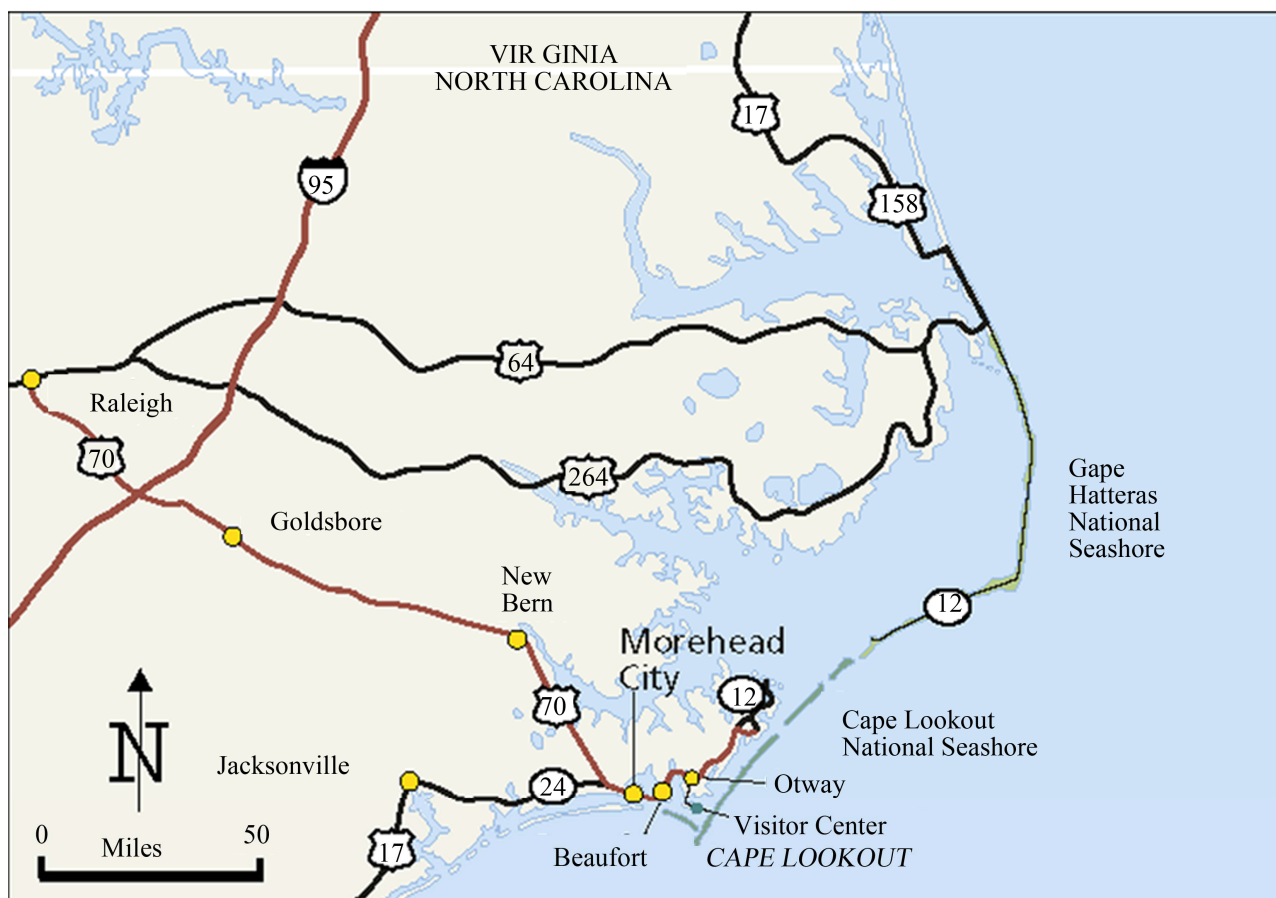 VIR GINIA
NORTH CAROLINA
17
95
158
64
Raleigh
70
264
Gape
Hatteras
National
Seashore
Goldsbore
New
Bern
12
Morehead
City
12
70
Cape Lookout
National Seashore
N
Jacksonville
24
Otway
0
50
Miles
17
Visitor Center
Beaufort
CAPE LOOKOUT